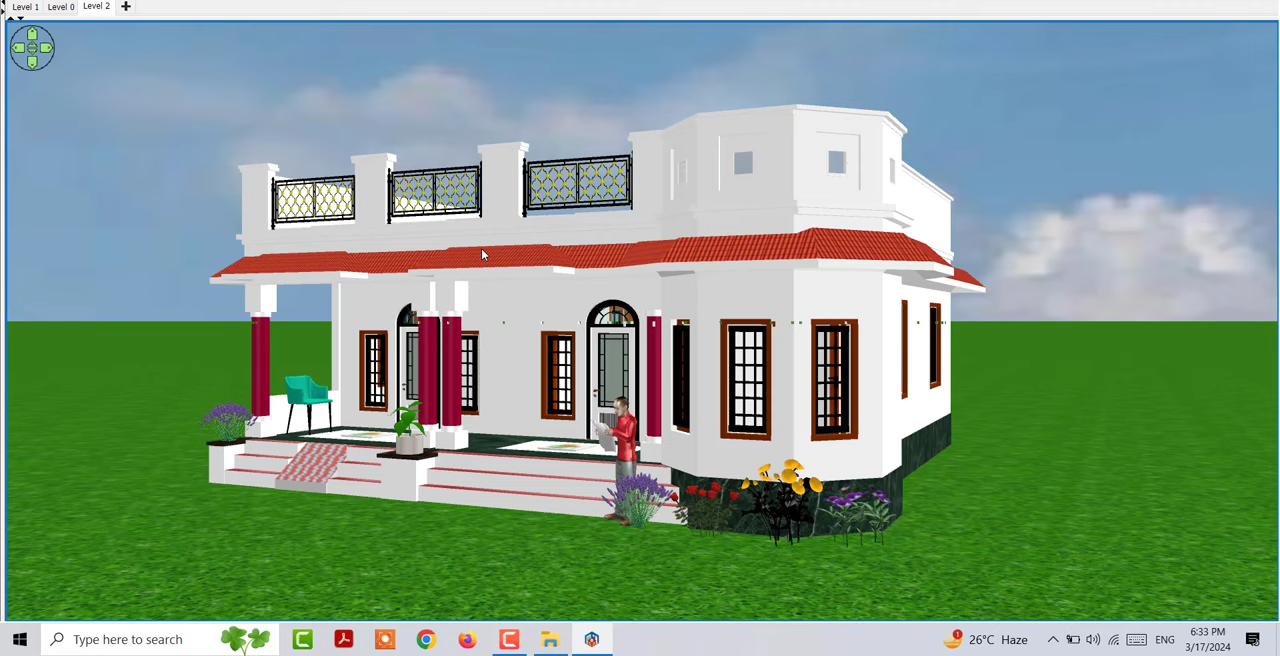 Level 1 Level 0 Level 2
Type here to search
26°C Haze
ENG
6:33 PM
3/17/2024